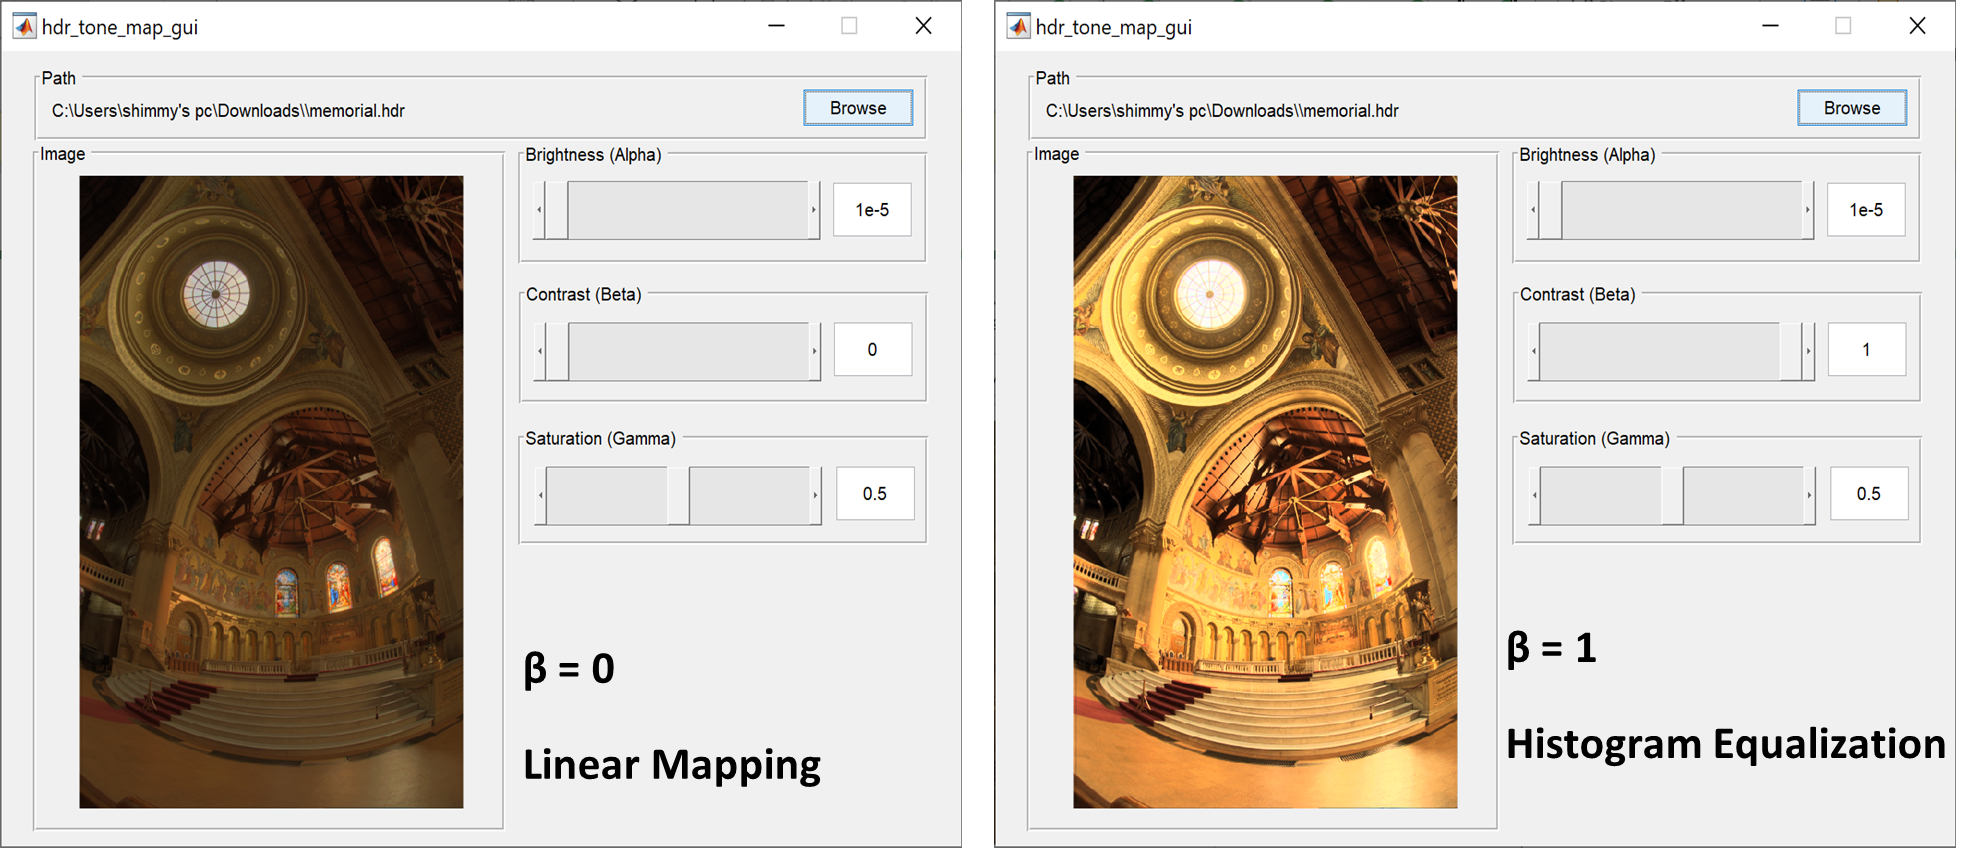 hdr_tone_map_gui
Path
C:\Users\shimmy's pc\Downloads\\memorial.hdr
Browse
Image
Brightness (Alpha)
1e-5
Contrast (Beta)
0
Saturation (Gamma)
0.5
β = 0
Linear Mapping
hdr_tone_map_gui
Path
C:\Users\shimmy's pc\Downloads\\memorial.hdr
Browse
Image
Brightness (Alpha)
1e-5
Contrast (Beta)
1
Saturation (Gamma)
0.5
β = 1
Histogram Equalization